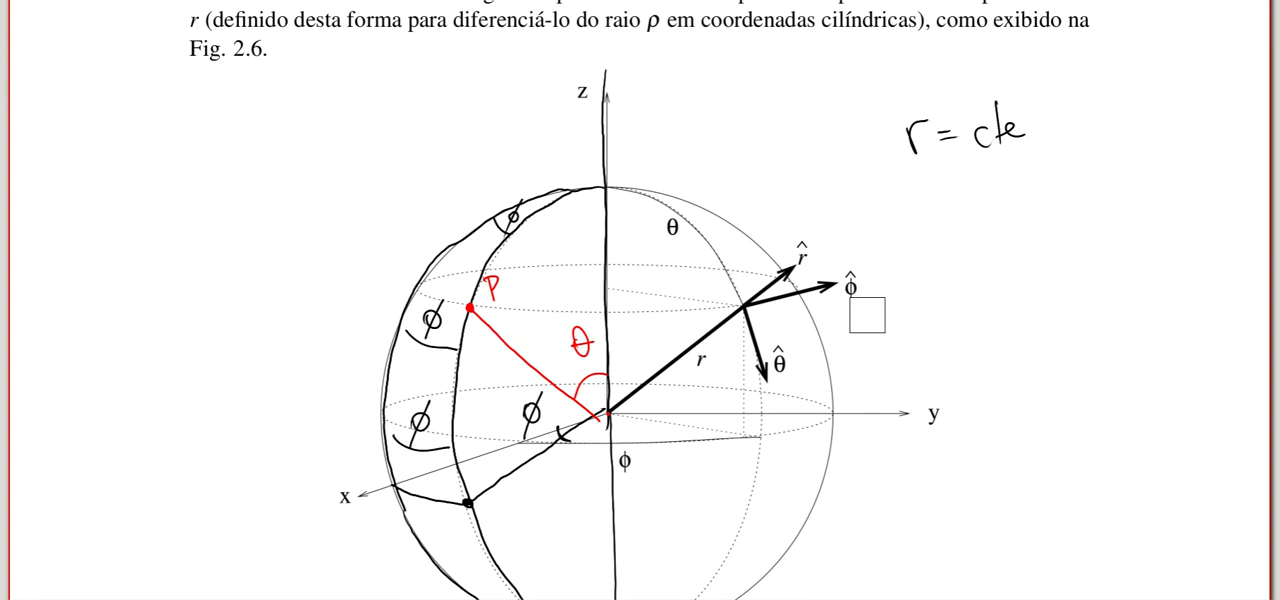 r (definido desta forma para diferenciá-lo do raio ρ em coordenadas cilíndricas), como exibido na
Fig. 2.6.
z
r = cte
ϕ
θ
r̂
P
ϕ̂
ϕ
θ
r
θ̂
ϕ
ϕ
y
ϕ
x